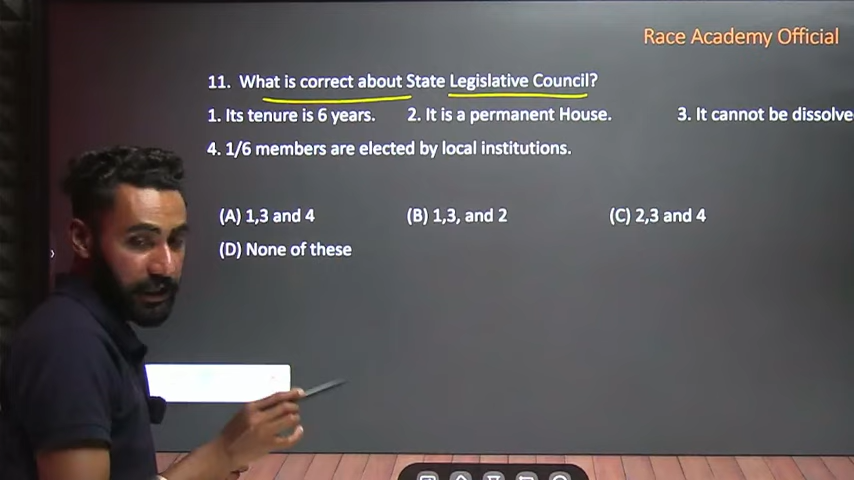 Race Academy Official
11. What is correct about State Legislative Council?
1. Its tenure is 6 years. 2. It is a permanent House. 3. It cannot be dissolve
4. 1/6 members are elected by local institutions.
(A) 1,3 and 4 (B) 1,3, and 2 (C) 2,3 and 4
(D) None of these